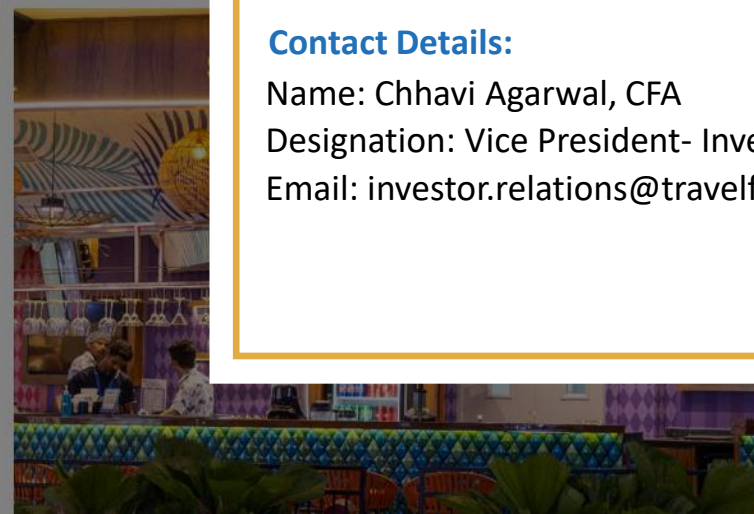 Contact Details:
Name: Chhavi Agarwal, CFA
Designation: Vice President- Inve
Email: investor.relations@travelf